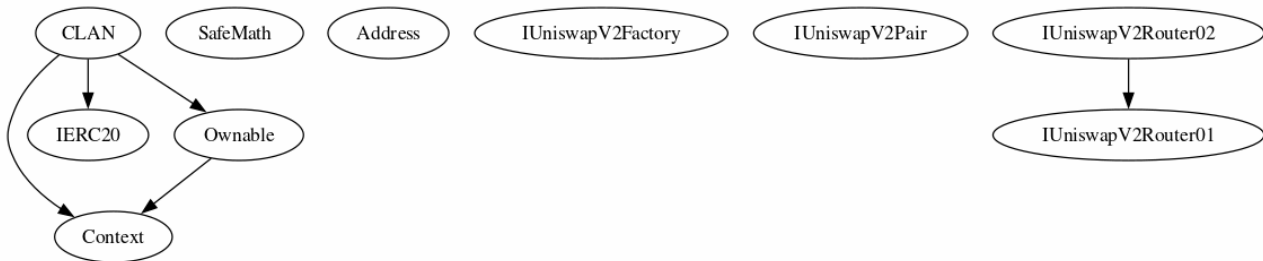 CLAN
SafeMath
Address
IUniswapV2Factory
IUniswapV2Pair
IUniswapV2Router02
IERC20
Ownable
IUniswapV2Router01
Context